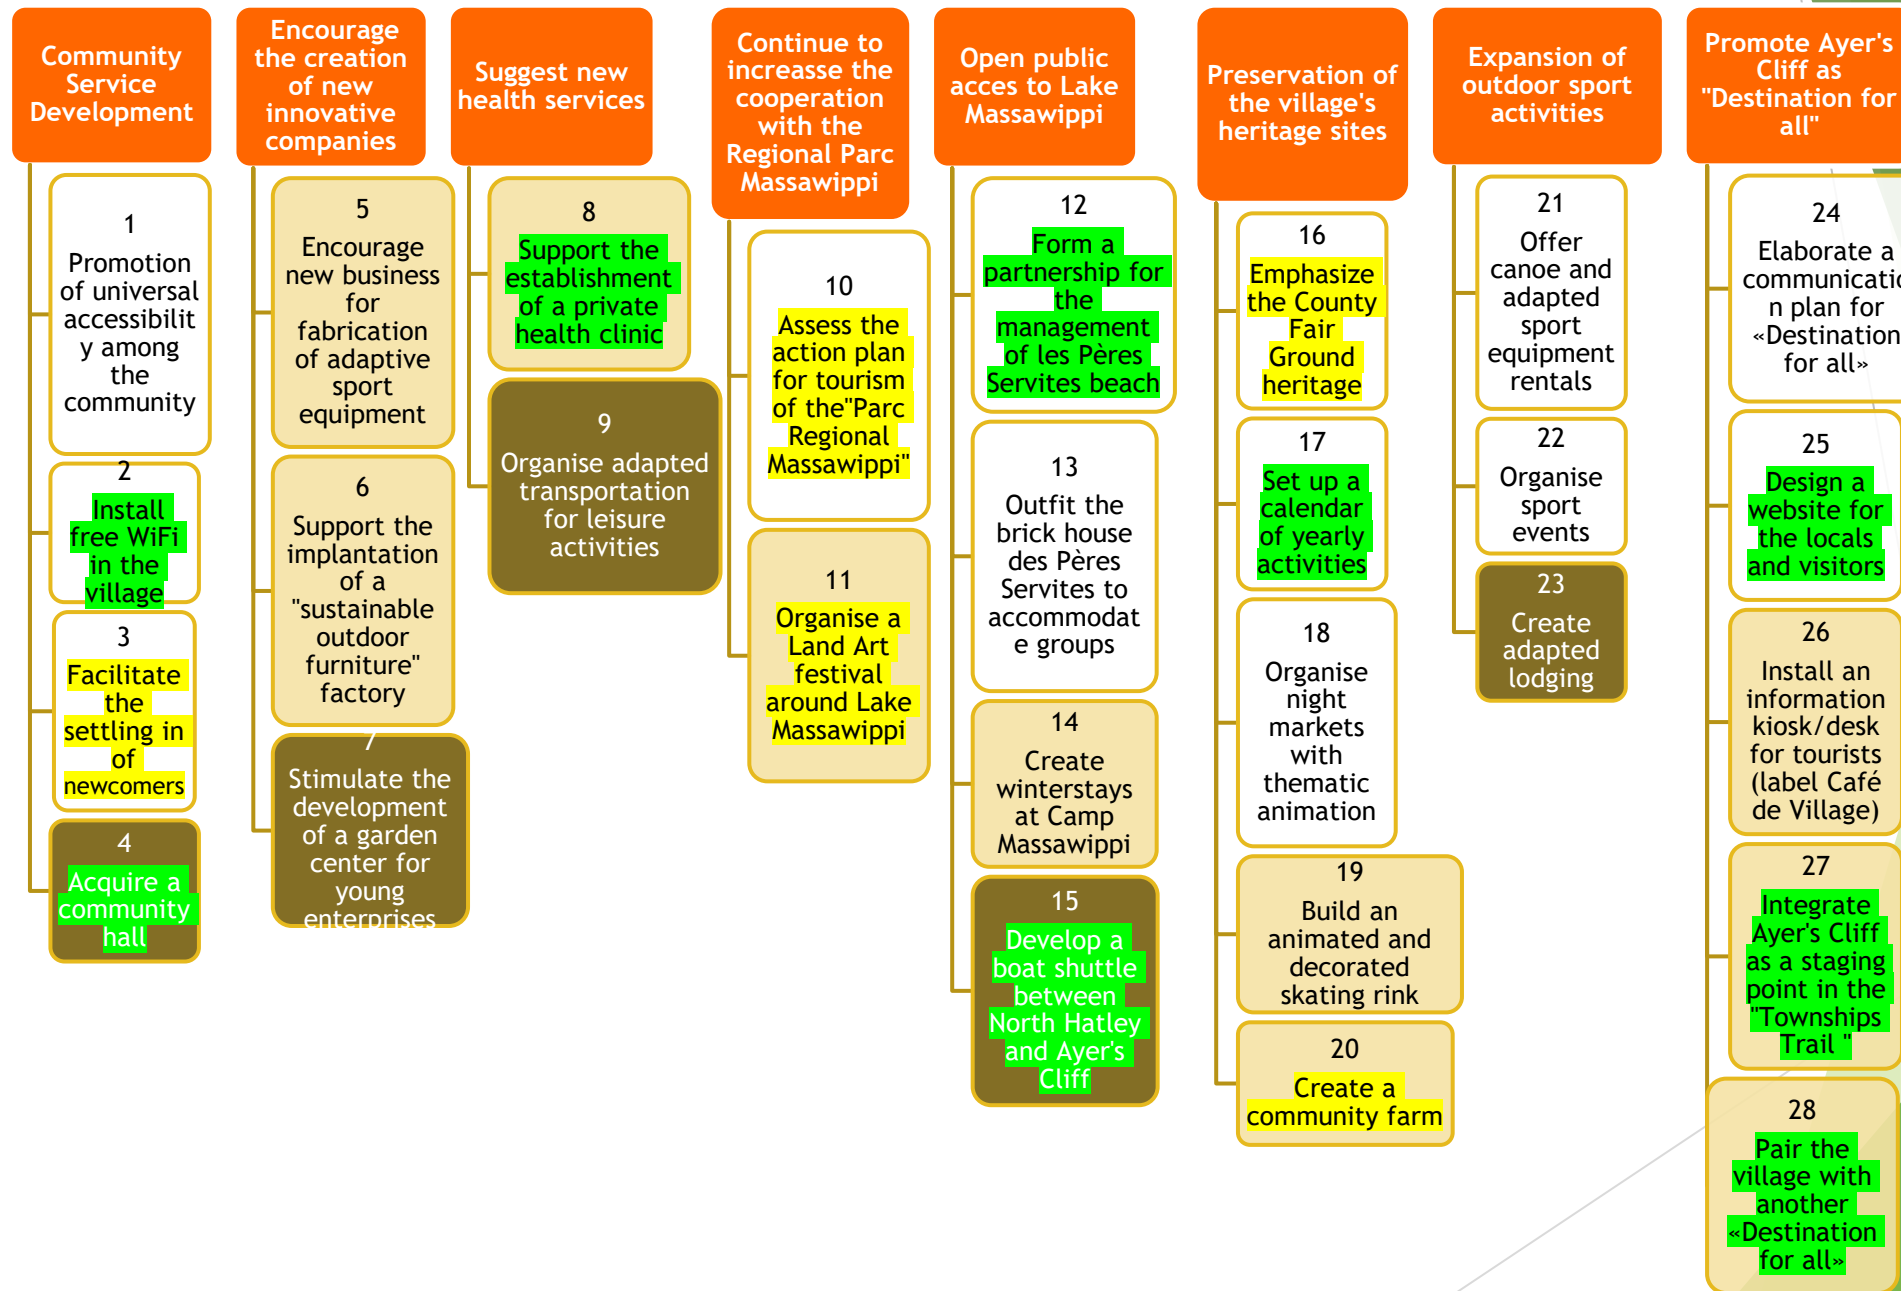 Community
Service
Development
1
Promotion
of universal
accessibilit
y among
the
community
2
Install
free WiFi
in the
village
3
Facilitate
the
settling in
of
newcomers
4
Acquire a
community
hall
Encourage
the creation
of new
innovative
companies
5
Encourage
new business
for
fabrication
of adaptive
sport
equipment
6
Support the
implantation
of a
"sustainable
outdoor
furniture"
factory
7
Stimulate the
development
of a garden
center for
young
enterprises
Suggest new
health services
8
Support the
establishment
of a private
health clinic
9
Organise adapted
transportation
for leisure
activities
Continue to
increasse the
cooperation
with the
Regional Parc
Massawippi
10
Assess the
action plan
for tourism
of the"Parc
Regional
Massawippi"
11
Organise a
Land Art
festival
around Lake
Massawippi
Open public
acces to Lake
Massawippi
12
Form a
partnership for
the
management
of les Pères
Servites beach
13
Outfit the
brick house
des Pères
Servites to
accommodat
e groups
14
Create
winterstays
at Camp
Massawippi
15
Develop a
boat shuttle
between
North Hatley
and Ayer's
Cliff
Preservation of
the village's
heritage sites
16
Emphasize
the County
Fair
Ground
heritage
17
Set up a
calendar
of yearly
activities
18
Organise
night
markets
with
thematic
animation
19
Build an
animated and
decorated
skating rink
20
Create a
community farm
Expansion of
outdoor sport
activities
21
Offer
canoe and
adapted
sport
equipment
rentals
22
Organise
sport
events
23
Create
adapted
lodging
Promote Ayer's
Cliff as
"Destination for
all"
24
Elaborate a
communicatio
n plan for
«Destination
for all»
25
Design a
website for
the locals
and visitors
26
Install an
information
kiosk/desk
for tourists
(label Café
de Village)
27
Integrate
Ayer's Cliff
as a staging
point in the
"Townships
Trail "
28
Pair the
village with
another
«Destination
for all»